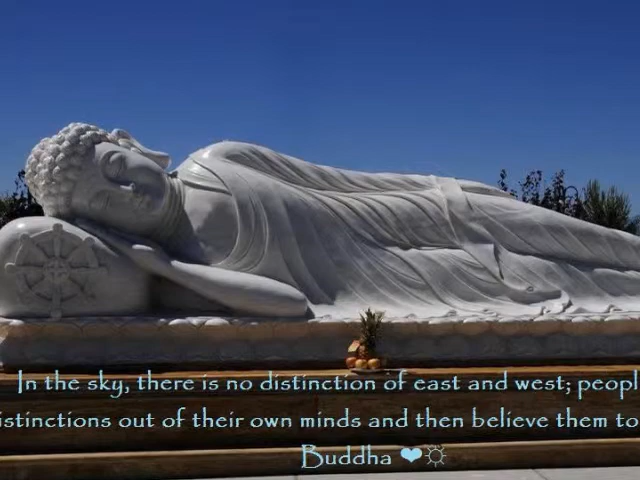 In the sky, there is no distinction of east and west; peopl
istinctions out of their own minds and then believe them to
Buddha ❤☼